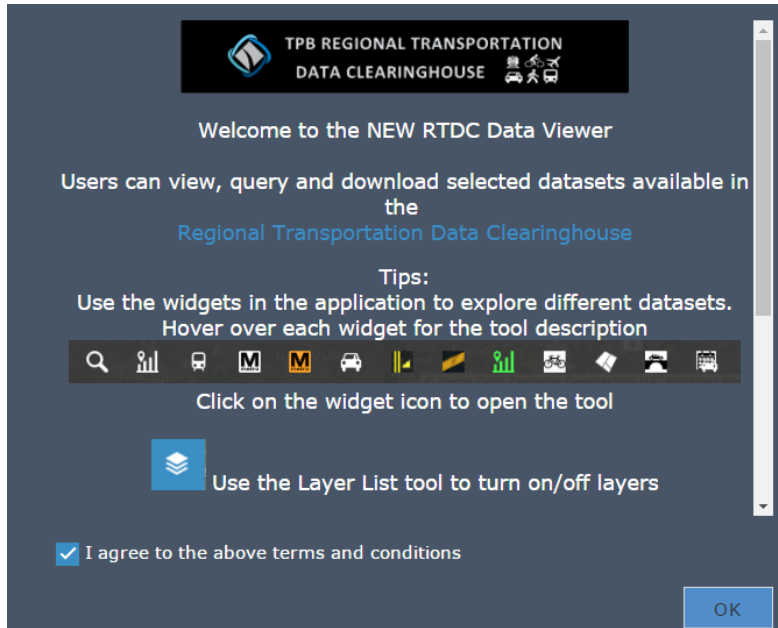 TPB REGIONAL TRANSPORTATION
DATA CLEARINGHOUSE
Welcome to the NEW RTDC Data Viewer
Users can view, query and download selected datasets available in
the
Regional Transportation Data Clearinghouse
Tips:
Use the widgets in the application to explore different datasets.
Hover over each widget for the tool description
M
M
Click on the widget icon to open the tool
Use the Layer List tool to turn on/off layers
I agree to the above terms and conditions
OK